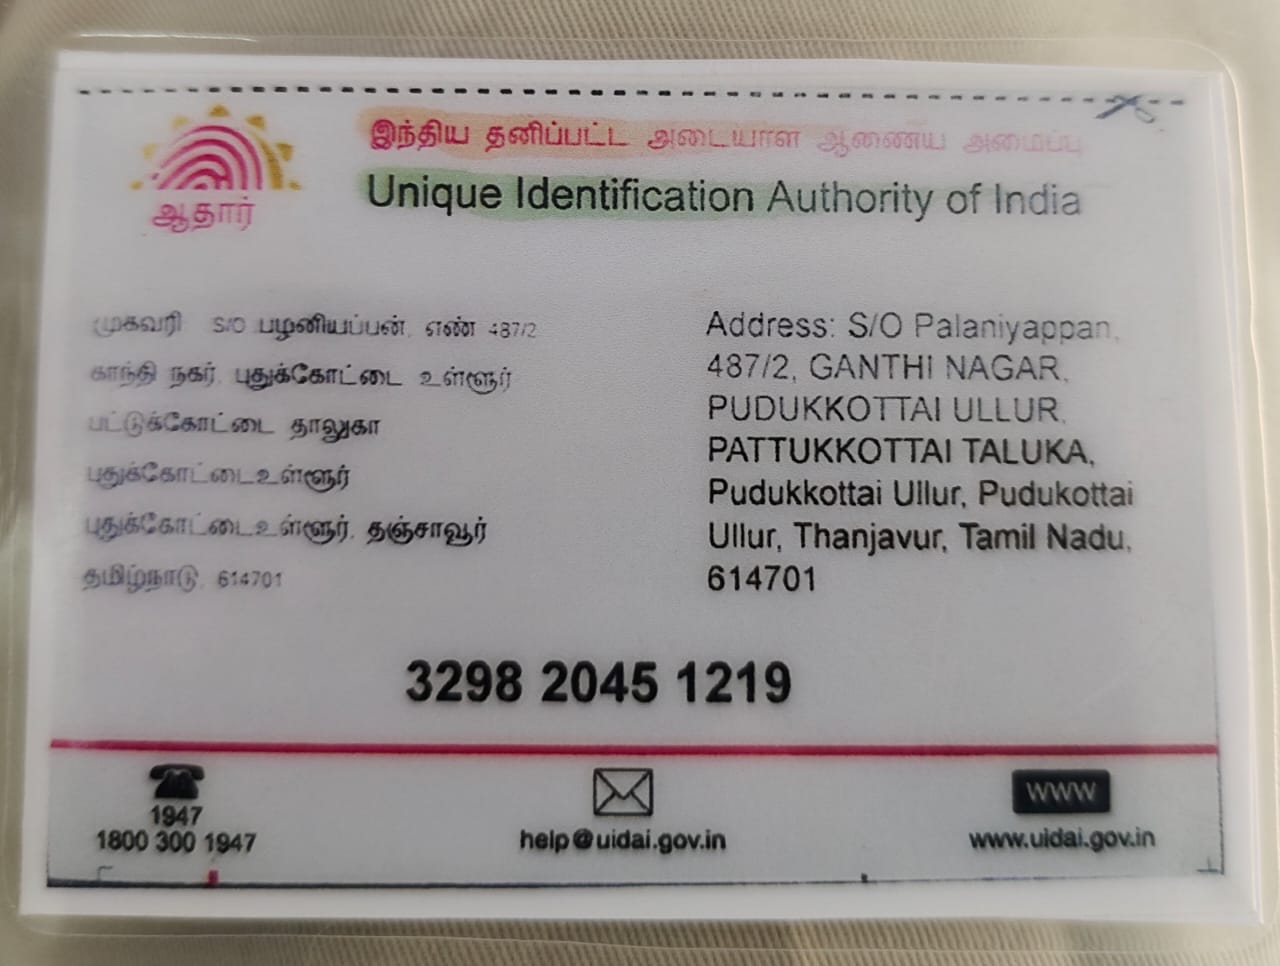 இந்திய தனிப்பட்ட அடையாள ஆணைய அமைப்பு
ஆதார்
Unique Identification Authority of India
முகவரி S/O பழனியப்பன், எண் 487/2
காந்தி நகர், புதுக்கோட்டை உள்ளூர்
பட்டுக்கோட்டை தாலுகா
புதுக்கோட்டைஉள்ளூர்
புதுக்கோட்டைஉள்ளூர், தஞ்சாவூர்
தமிழ்நாடு, 614701
Address: S/O Palaniyappan,
487/2, GANTHI NAGAR,
PUDUKKOTTAI ULLUR,
PATTUKKOTTAI TALUKA,
Pudukkottai Ullur, Pudukottai
Ullur, Thanjavur, Tamil Nadu,
614701
3298 2045 1219
1947
1800 300 1947
help@uidai.gov.in
WWW
www.uidai.gov.in